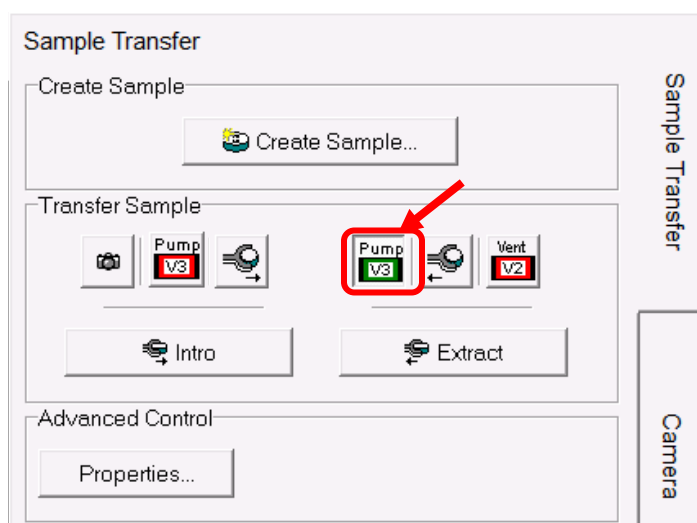 Sample Transfer
Create Sample
Create Sample...
Transfer Sample
Pump
V3
Pump
V3
Vent
V2
Intro
Extract
Advanced Control
Properties...
Sample Transfer
Camera